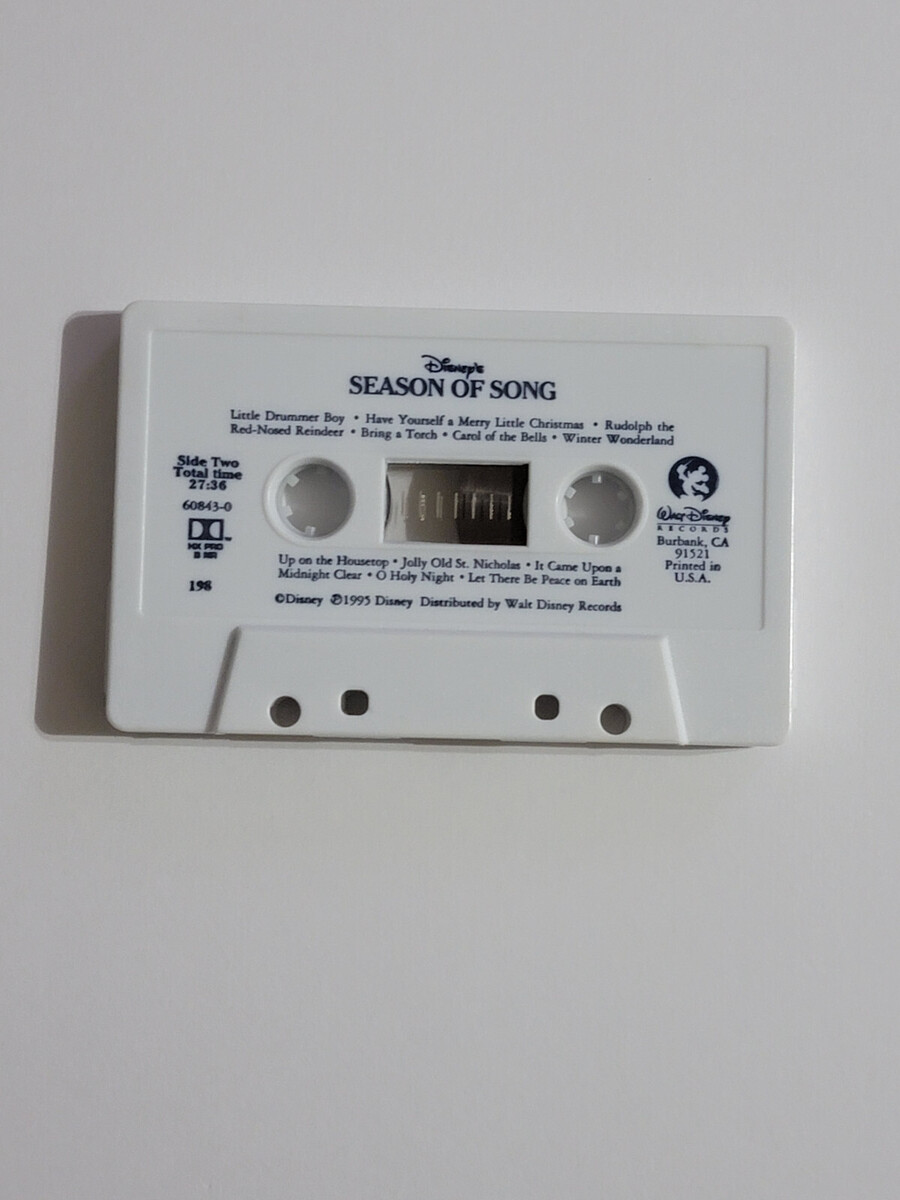 Disney's
SEASON OF SONG
Little Drummer Boy • Have Yourself a Merry Little Christmas • Rudolph the
Red-Nosed Reindeer • Bring a Torch • Carol of the Bells • Winter Wonderland
Side Two
Total time
27:36
60843-0
HX PRO
B NR
198
Walt Disney
RECORDS
Burbank, CA
91521
Printed in
U.S.A.
Up on the Housetop • Jolly Old St. Nicholas • It Came Upon a
Midnight Clear • O Holy Night • Let There Be Peace on Earth
©Disney ℗1995 Disney Distributed by Walt Disney Records